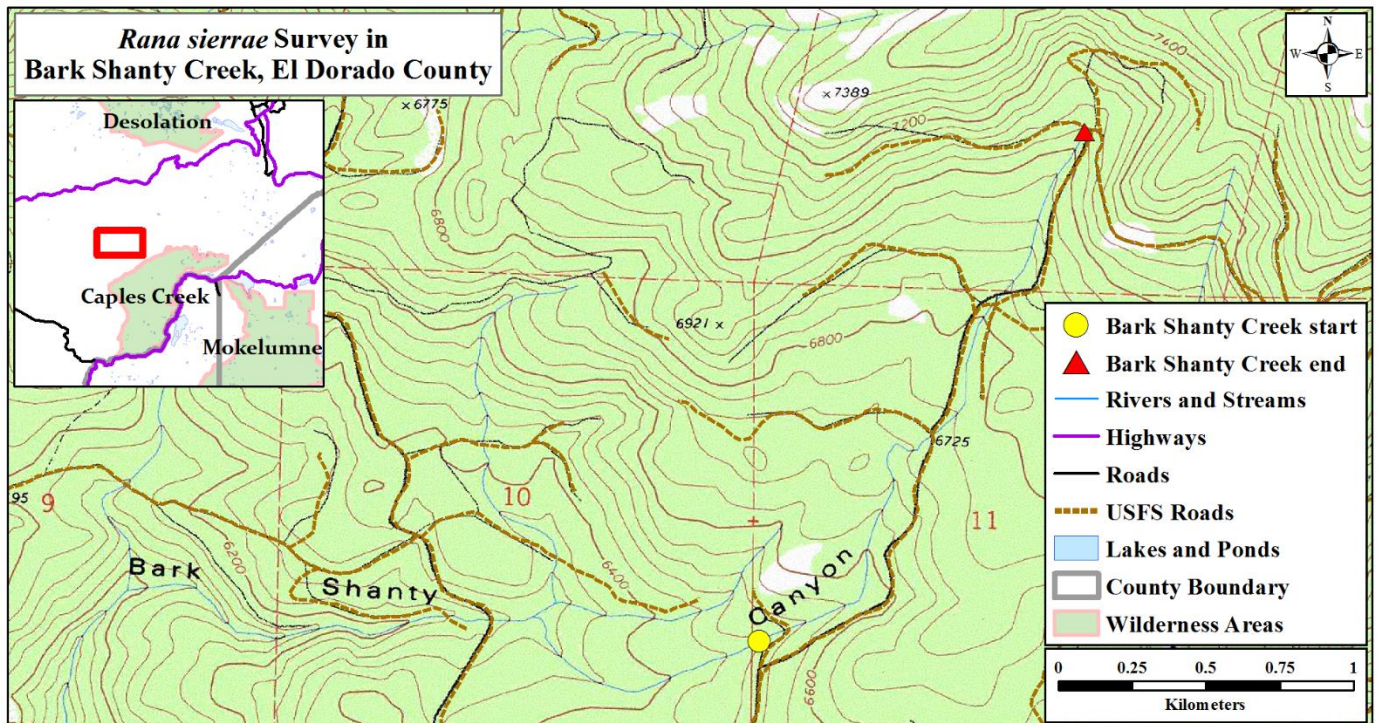 Rana sierrae Survey in
Bark Shanty Creek, El Dorado County
Desolation
Caples Creek
Mokelumne
N
W E
S
×6775
×7389
7400
7200
6800
6921 ×
6800
6725
95
9
10
11
6200
6400
6600
Bark
Shanty
Canyon
Bark Shanty Creek start
Bark Shanty Creek end
Rivers and Streams
Highways
Roads
USFS Roads
Lakes and Ponds
County Boundary
Wilderness Areas
0 0.25 0.5 0.75 1
Kilometers